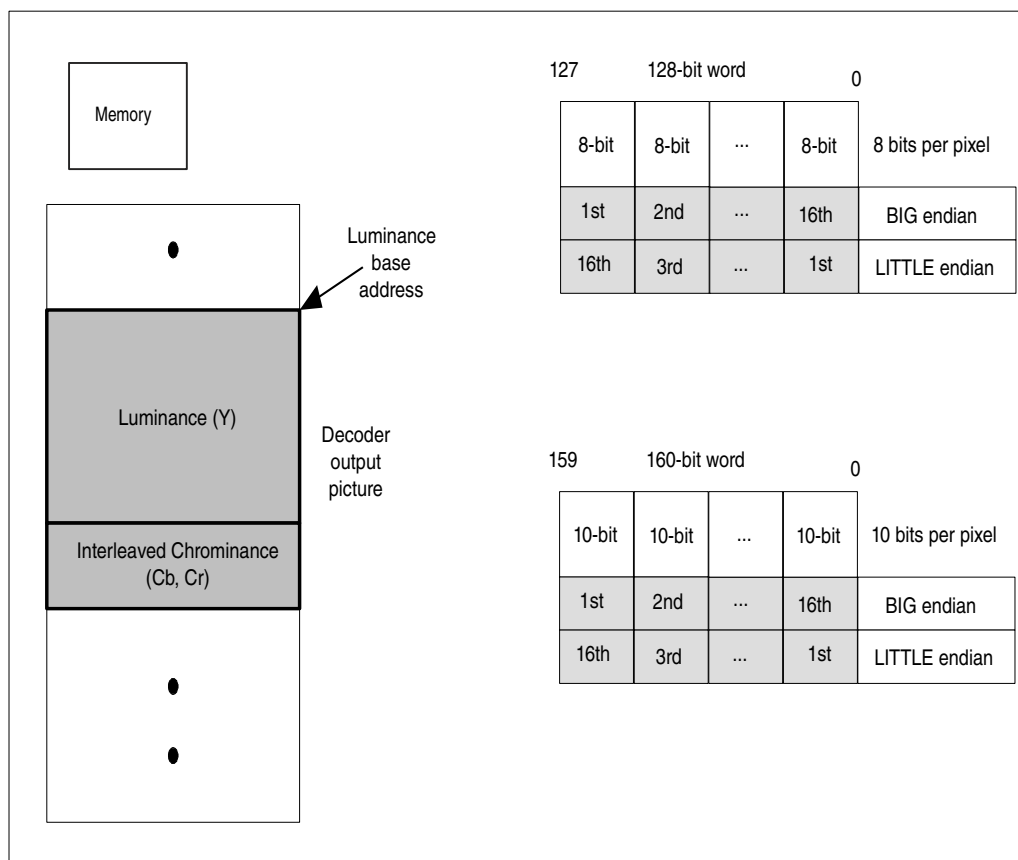 Memory
Luminance
base
address
Luminance (Y)
Decoder
output
picture
Interleaved Chrominance
(Cb, Cr)
127 128-bit word 0
8-bit 8-bit ... 8-bit 8 bits per pixel
1st 2nd ... 16th BIG endian
16th 3rd ... 1st LITTLE endian
159 160-bit word 0
10-bit 10-bit ... 10-bit 10 bits per pixel
1st 2nd ... 16th BIG endian
16th 3rd ... 1st LITTLE endian